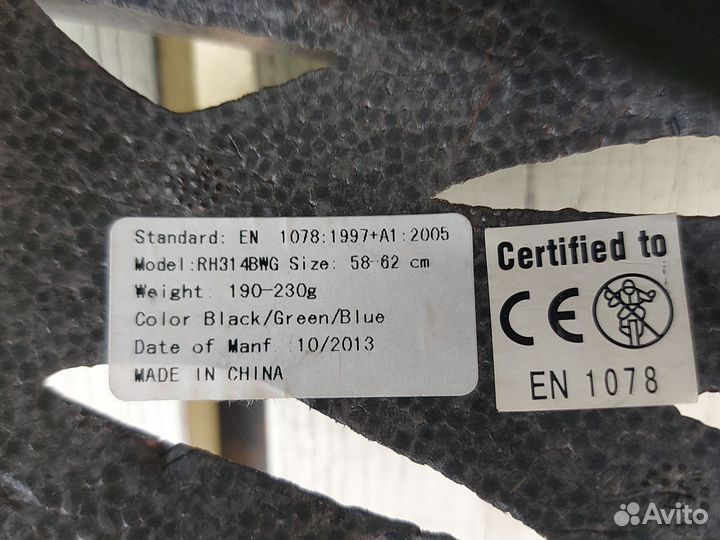 Standard: EN 1078:1997+A1:2005
Model:RH314BWG Size: 58-62 cm
Weight: 190-230g
Color Black/Green/Blue
Date of Manf. 10/2013
MADE IN CHINA
Certified to
CE
EN 1078
Avito